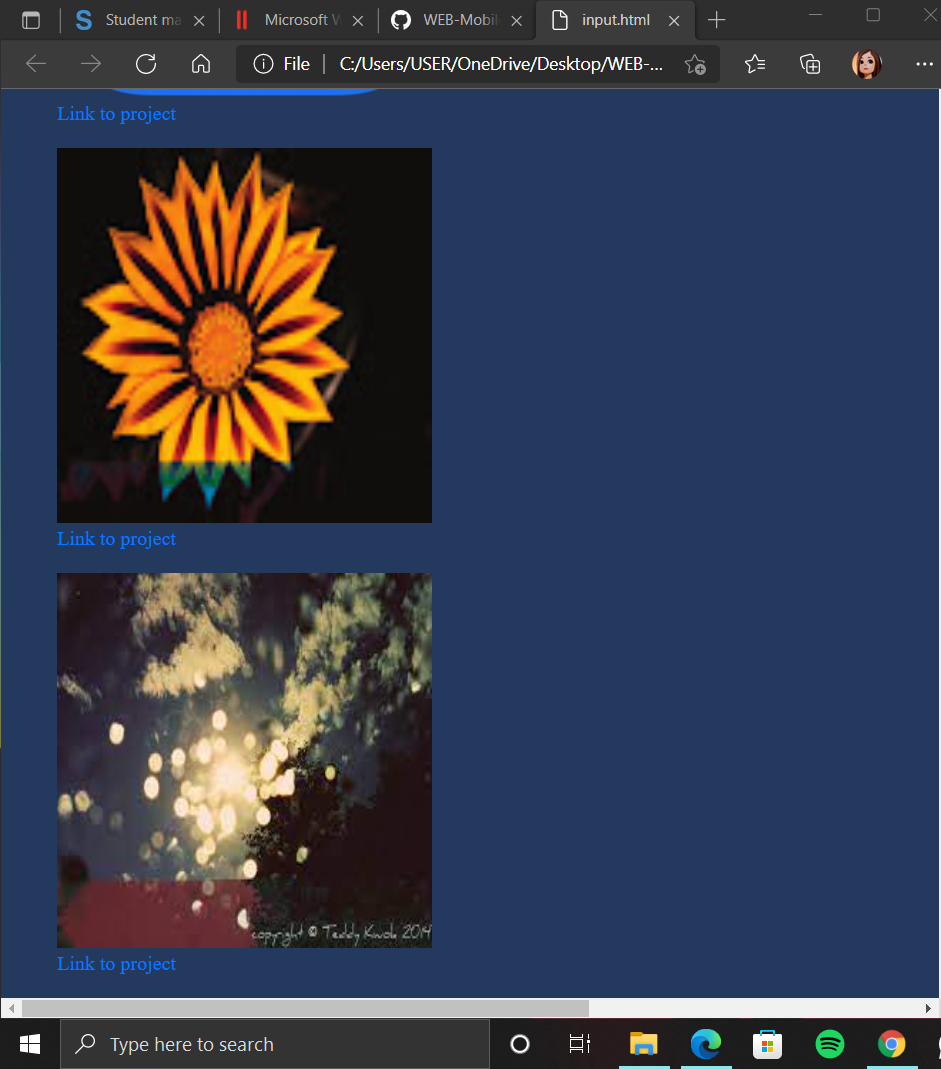 Student ma
Microsoft W
WEB-Mobil
input.html
File
C:/Users/USER/OneDrive/Desktop/WEB-...
Link to project
Link to project
copyright © Teddy Kwok 2014
Link to project
Type here to search